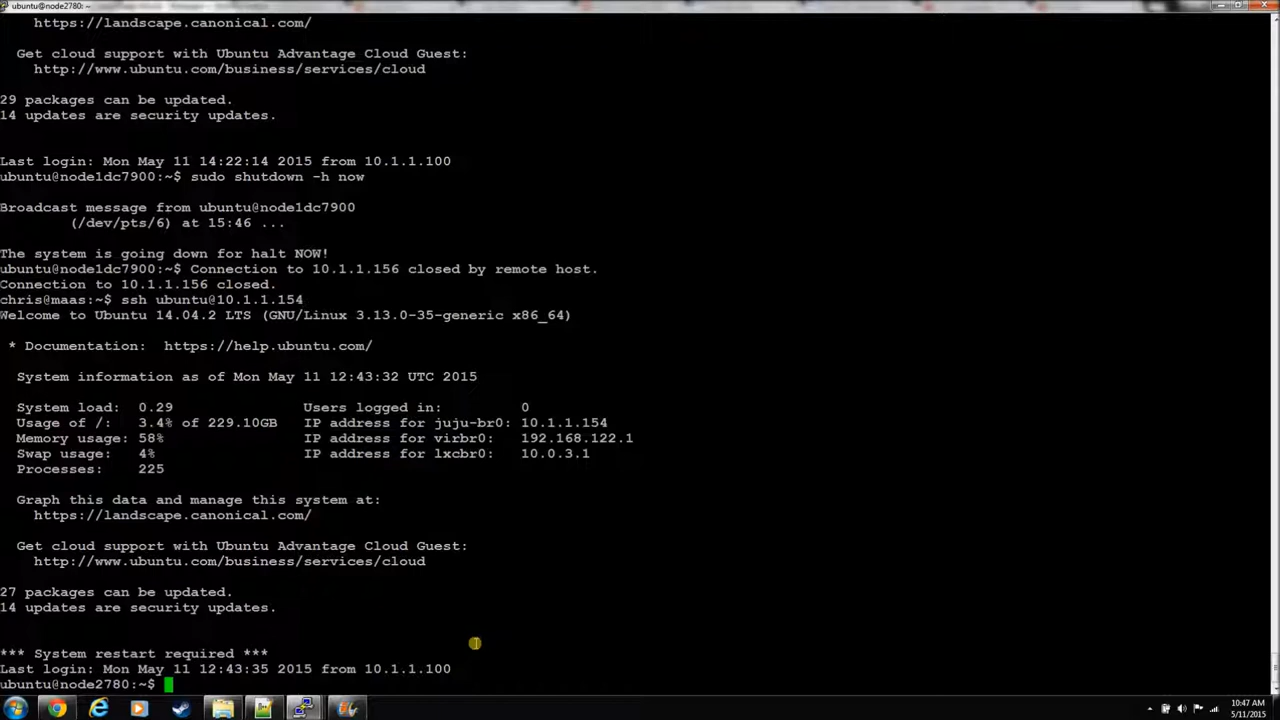 ubuntu@node2780: ~
https://landscape.canonical.com/
Get cloud support with Ubuntu Advantage Cloud Guest:
http://www.ubuntu.com/business/services/cloud
29 packages can be updated.
14 updates are security updates.
Last login: Mon May 11 14:22:14 2015 from 10.1.1.100
ubuntu@node1dc7900:~$ sudo shutdown -h now
Broadcast message from ubuntu@node1dc7900
(/dev/pts/6) at 15:46 ...
The system is going down for halt NOW!
ubuntu@node1dc7900:~$ Connection to 10.1.1.156 closed by remote host.
Connection to 10.1.1.156 closed.
chris@maas:~$ ssh ubuntu@10.1.1.154
Welcome to Ubuntu 14.04.2 LTS (GNU/Linux 3.13.0-35-generic x86_64)
* Documentation: https://help.ubuntu.com/
System information as of Mon May 11 12:43:32 UTC 2015
System load: 0.29 Users logged in: 0
Usage of /: 3.4% of 229.10GB IP address for juju-br0: 10.1.1.154
Memory usage: 58% IP address for virbr0: 192.168.122.1
Swap usage: 4% IP address for lxcbr0: 10.0.3.1
Processes: 225
Graph this data and manage this system at:
https://landscape.canonical.com/
Get cloud support with Ubuntu Advantage Cloud Guest:
http://www.ubuntu.com/business/services/cloud
27 packages can be updated.
14 updates are security updates.
*** System restart required ***
Last login: Mon May 11 12:43:35 2015 from 10.1.1.100
ubuntu@node2780:~$
10:47 AM
5/11/2015